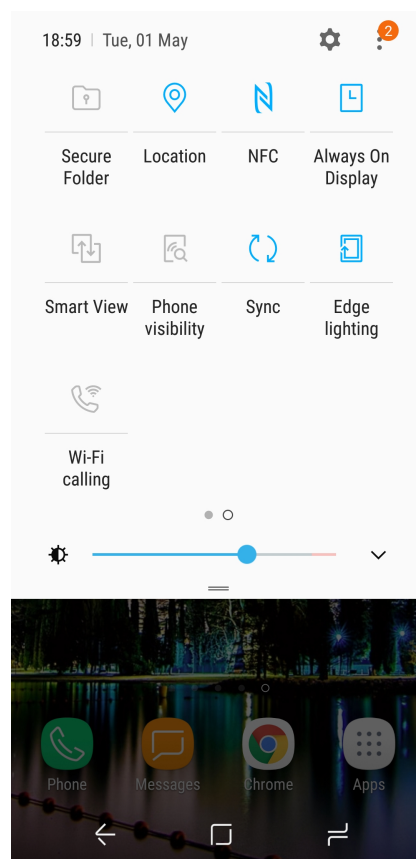 18:59 | Tue, 01 May
2
Secure
Folder
Location
NFC
Always On
Display
Smart View
Phone
visibility
Sync
Edge
lighting
Wi-Fi
calling
Phone
Messages
Chrome
Apps